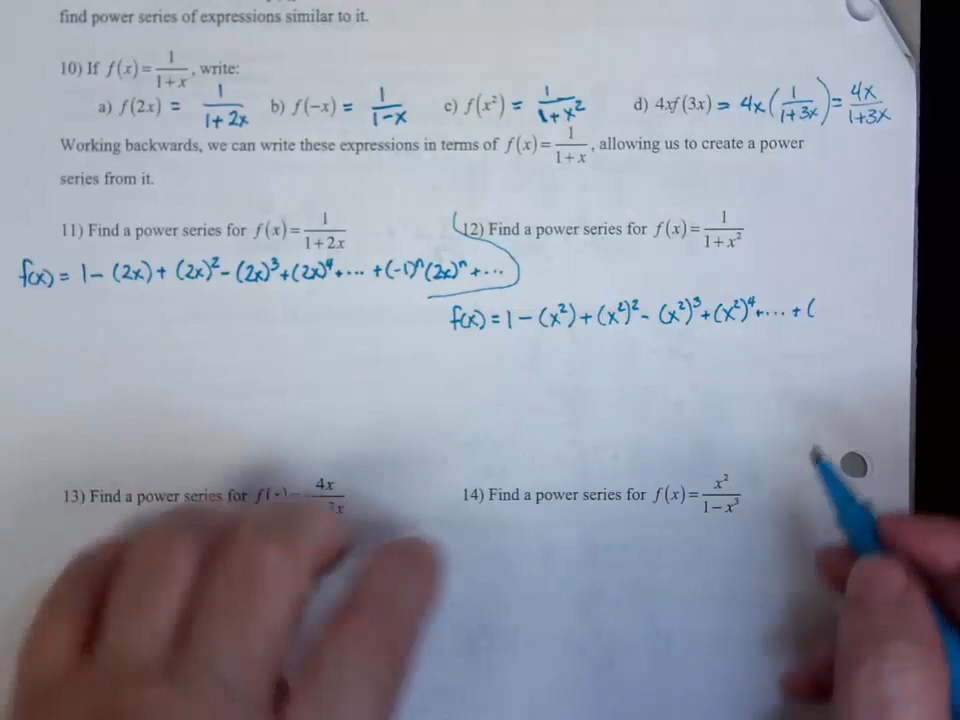 find power series of expressions similar to it.
10) If f(x) = 1/(1+x), write:
a) f(2x) = 1/(1+2x) b) f(-x) = 1/(1-x) c) f(x²) = 1/(1+x²) d) 4xf(3x) = 4x(1/(1+3x)) = 4x/(1+3x)
Working backwards, we can write these expressions in terms of f(x) = 1/(1+x), allowing us to create a power
series from it.
11) Find a power series for f(x) = 1/(1+2x)
f(x) = 1 - (2x) + (2x)² - (2x)³ + (2x)⁴ + ... + (-1)ⁿ(2x)ⁿ + ...
12) Find a power series for f(x) = 1/(1+x²)
f(x) = 1 - (x²) + (x²)² - (x²)³ + (x²)⁴ + ... + (
13) Find a power series for 4x
14) Find a power series for f(x) = x²/(1-x³)